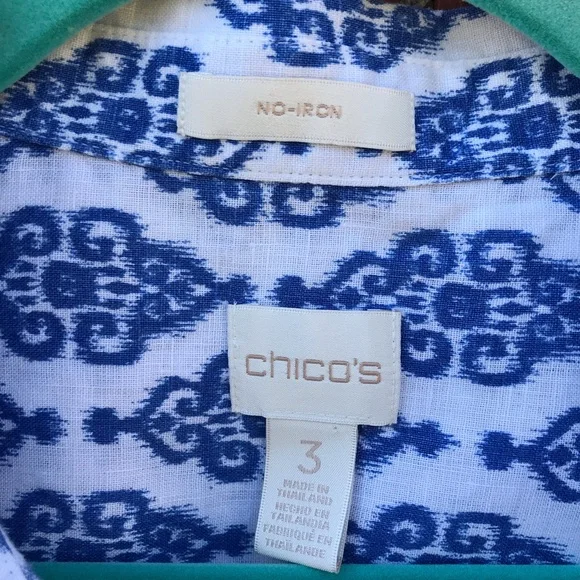 NO-IRON
CHICO'S
3
MADE IN
THAILAND
HECHO EN
TAILANDIA
FABRIQUÉ EN
THAÏLANDE